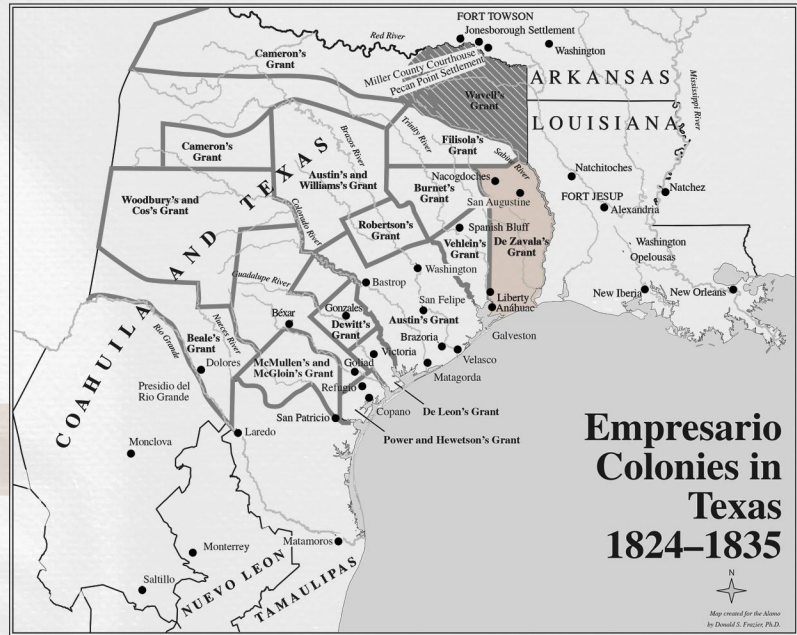 FORT TOWSON
Jonesborough Settlement
Washington
Red River
Cameron's
Grant
Miller County Courthouse
Pecan Point Settlement
Wavell's
Grant
ARKANSAS
Mississippi River
LOUISIANA
Trinity River
Filisola's
Grant
Sabine River
Cameron's
Grant
Brazos River
Austin's and
Williams's Grant
Nacogdoches
Burnet's
Grant
San Augustine
Natchitoches
FORT JESUP
Alexandria
Natchez
Woodbury's and
Cos's Grant
COAHUILA AND TEXAS
Colorado River
Robertson's
Grant
Spanish Bluff
Vehlein's
Grant
De Zavala's
Grant
Washington
Opelousas
Guadalupe River
Bastrop
Washington
New Iberia
New Orleans
San Felipe
Liberty
Anáhuac
Galveston
Rio Grande
Nueces River
Béxar
Gonzales
Dewitt's
Grant
Austin's Grant
Brazoria
Velasco
Matagorda
Beale's
Grant
Dolores
McMullen's and
McGloin's Grant
Goliad
Victoria
Refugio
Copano
De Leon's Grant
Presidio del
Rio Grande
San Patricio
Power and Hewetson's Grant
Laredo
Monclova
Monterrey
Matamoros
Saltillo
NUEVO LEON
TAMAULIPAS
Empresario
Colonies in
Texas
1824–1835
N
Map created for the Alamo
by Donald S. Frazier, Ph.D.